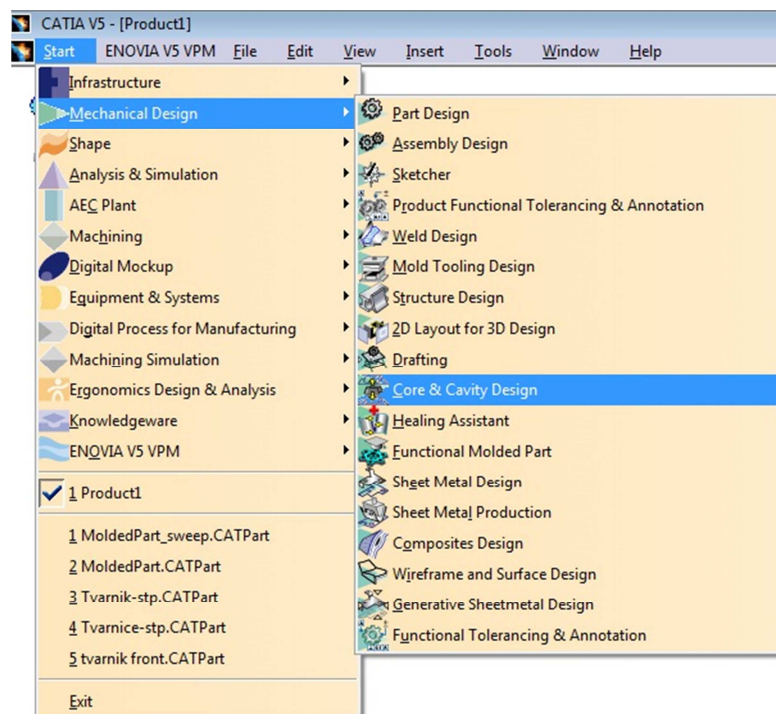 CATIA V5 - [Product1]
Start ENOVIA V5 VPM File Edit View Insert Tools Window Help
Infrastructure
Mechanical Design
Shape
Analysis & Simulation
AEC Plant
Machining
Digital Mockup
Equipment & Systems
Digital Process for Manufacturing
Machining Simulation
Ergonomics Design & Analysis
Knowledgeware
ENOVIA V5 VPM
1 Product1
1 MoldedPart_sweep.CATPart
2 MoldedPart.CATPart
3 Tvarnik-stp.CATPart
4 Tvarnice-stp.CATPart
5 tvarnik front.CATPart
Exit
Part Design
Assembly Design
Sketcher
Product Functional Tolerancing & Annotation
Weld Design
Mold Tooling Design
Structure Design
2D Layout for 3D Design
Drafting
Core & Cavity Design
Healing Assistant
Functional Molded Part
Sheet Metal Design
Sheet Metal Production
Composites Design
Wireframe and Surface Design
Generative Sheetmetal Design
Functional Tolerancing & Annotation